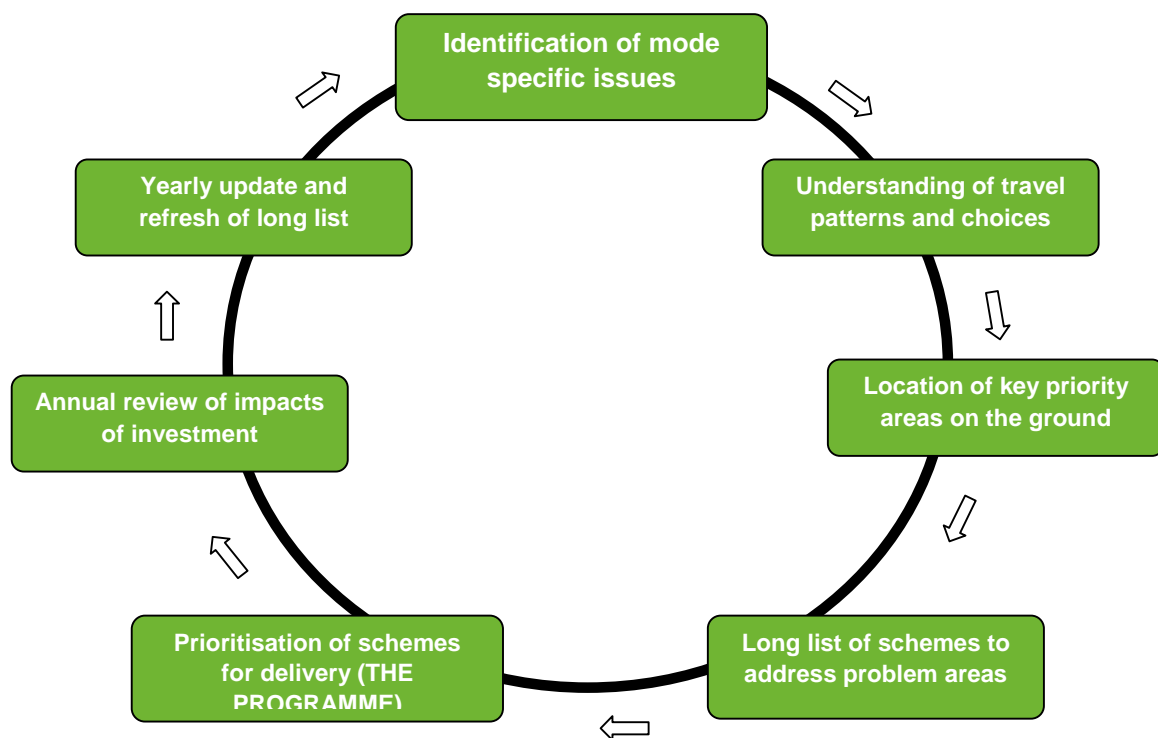 Identification of mode
specific issues
Understanding of travel
patterns and choices
Location of key priority
areas on the ground
Long list of schemes to
address problem areas
Prioritisation of schemes
for delivery (THE
PROGRAMME)
Annual review of impacts
of investment
Yearly update and
refresh of long list